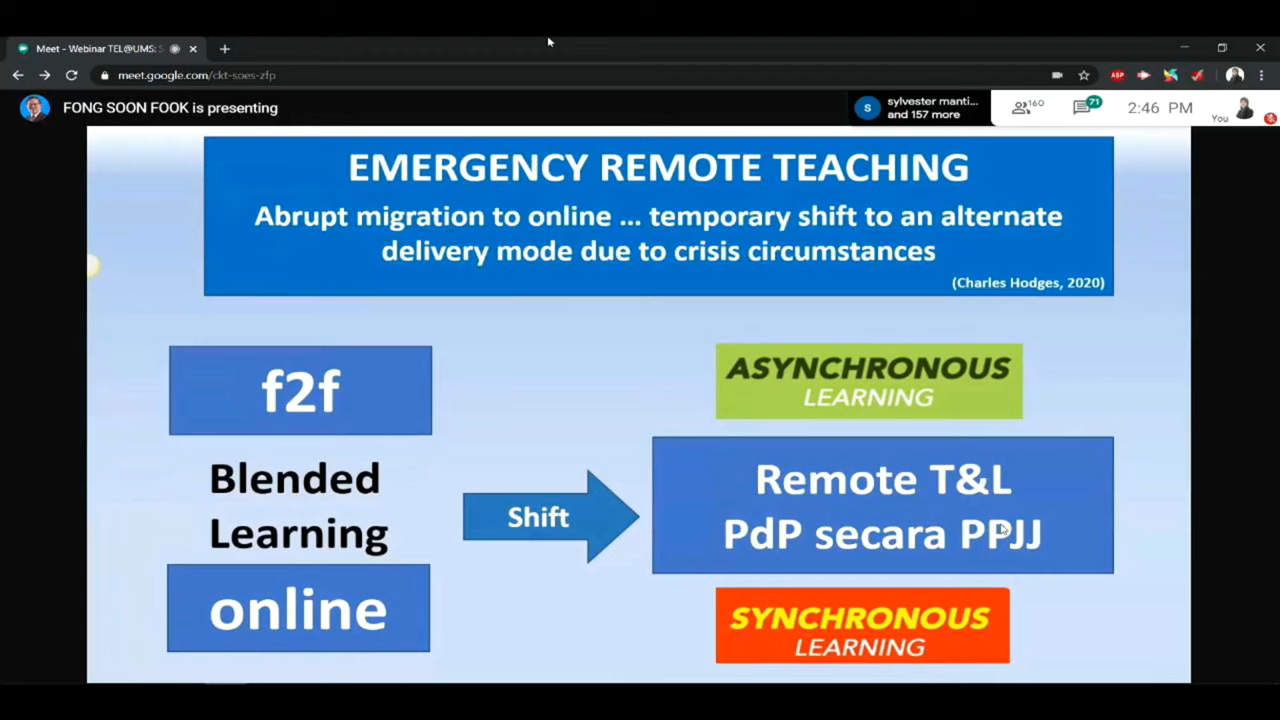 Meet - Webinar TEL@UMS: S
meet.google.com/ckt-soes-zfp
ABP
FONG SOON FOOK is presenting
S
sylvester manti...
and 157 more
160
71
2:46 PM
You
EMERGENCY REMOTE TEACHING
Abrupt migration to online ... temporary shift to an alternate
delivery mode due to crisis circumstances
(Charles Hodges, 2020)
f2f
Blended
Learning
online
Shift
ASYNCHRONOUS
LEARNING
Remote T&L
PdP secara PPJJ
SYNCHRONOUS
LEARNING